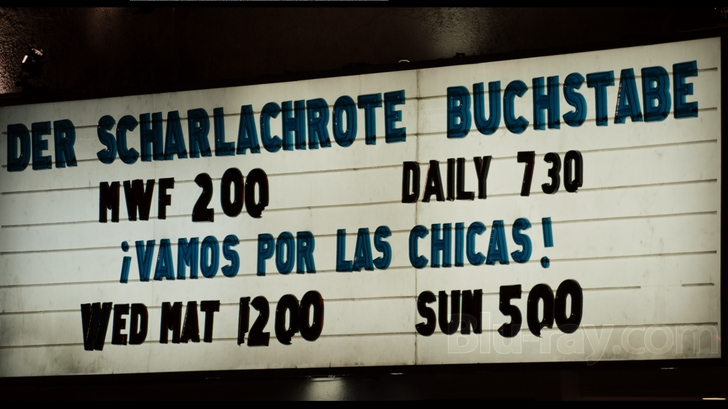 DER SCHARLACHROTE BUCHSTABE
MWF 200 DAILY 730
¡VAMOS POR LAS CHICAS!
WED MAT 1200 SUN 500
Blu-ray.com